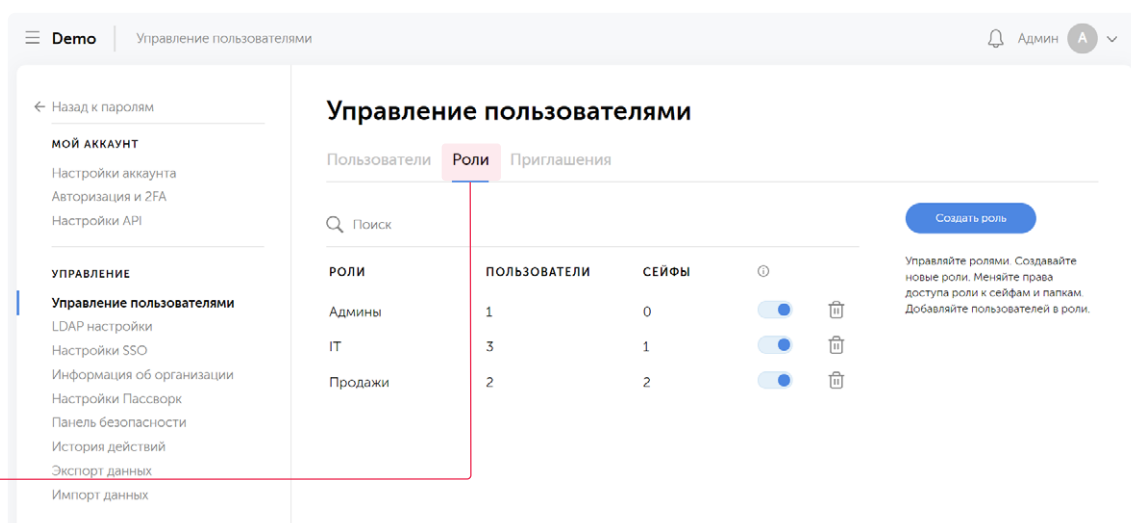 Demo Управление пользователями Админ A
Назад к паролям
МОЙ АККАУНТ
Настройки аккаунта
Авторизация и 2FA
Настройки API
УПРАВЛЕНИЕ
Управление пользователями
LDAP настройки
Настройки SSO
Информация об организации
Настройки Пассворк
Панель безопасности
История действий
Экспорт данных
Импорт данных
Управление пользователями
Пользователи Роли Приглашения
Поиск
РОЛИ ПОЛЬЗОВАТЕЛИ СЕЙФЫ
Админы 1 0
IT 3 1
Продажи 2 2
Создать роль
Управляйте ролями. Создавайте
новые роли. Меняйте права
доступа роли к сейфам и папкам.
Добавляйте пользователей в роли.